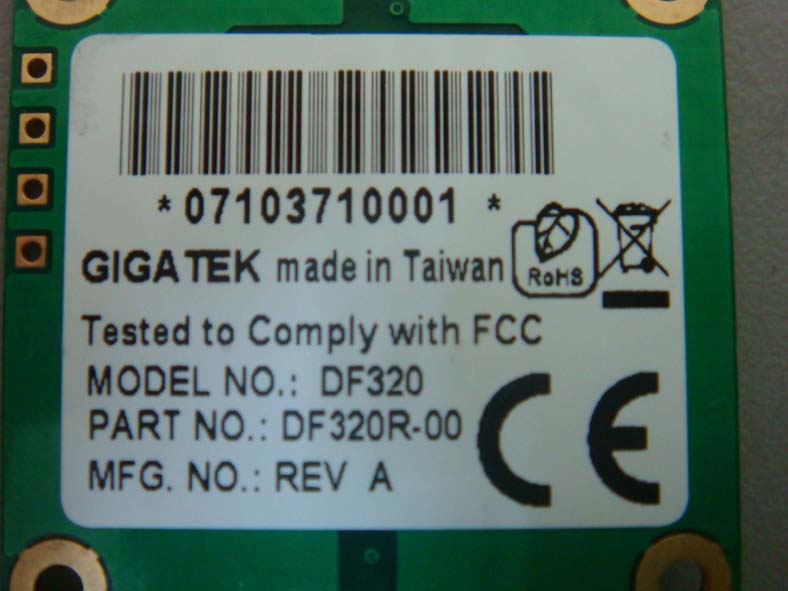 *07103710001 *
GIGATEK made in Taiwan
RoHS
Tested to Comply with FCC
MODEL NO.: DF320
PART NO.: DF320R-00
MFG. NO.: REV A
CE